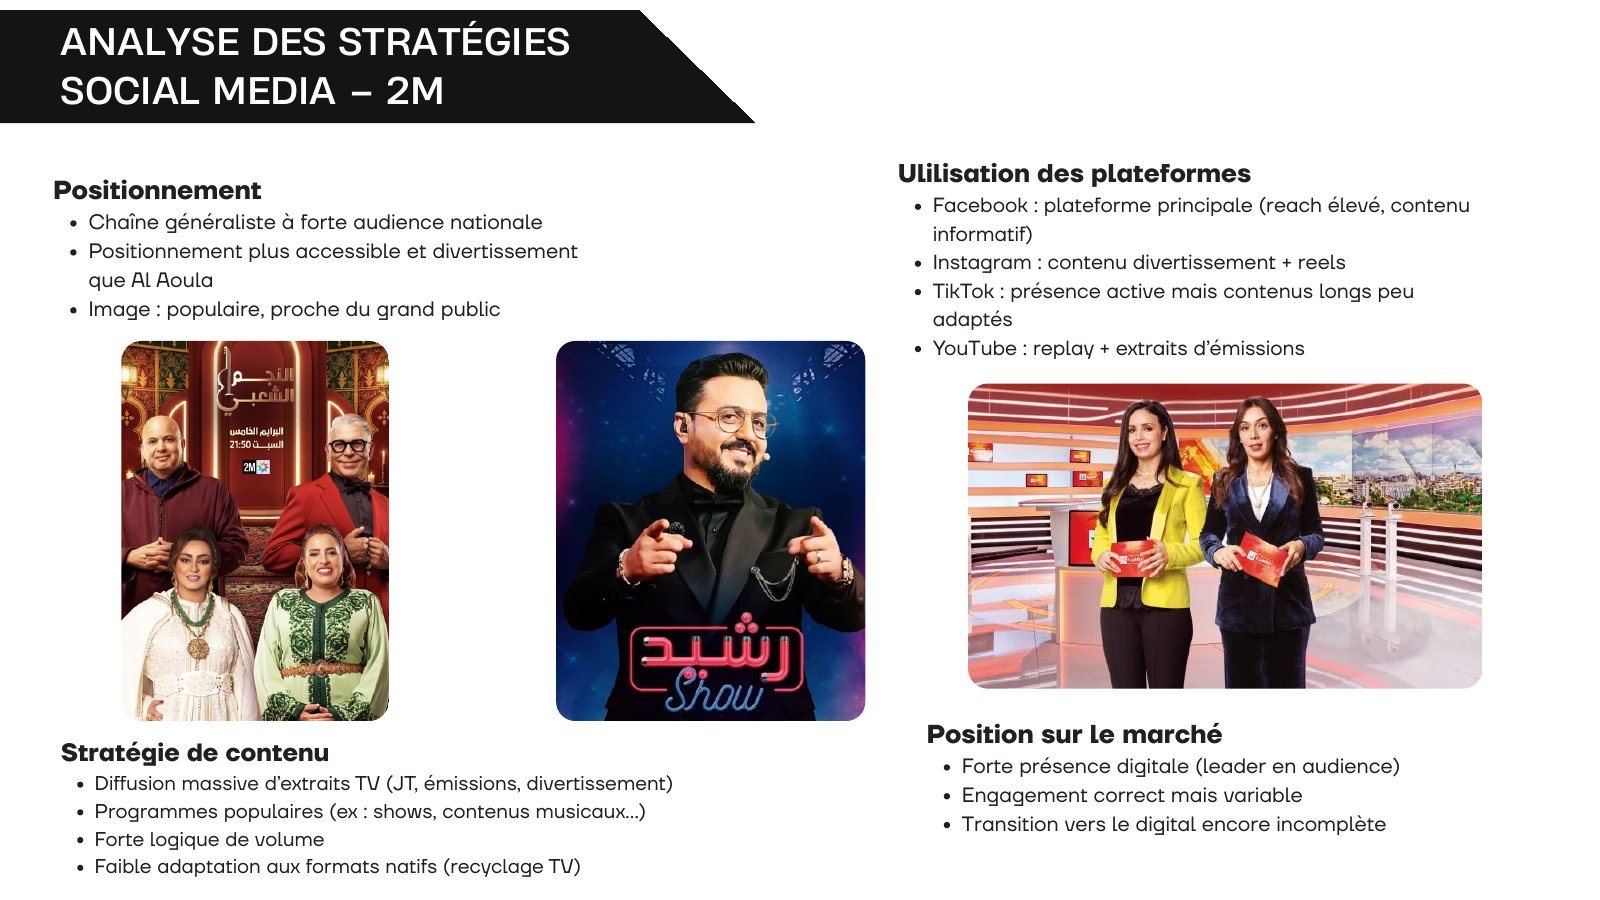 ANALYSE DES STRATÉGIES
SOCIAL MEDIA – 2M
Positionnement
• Chaîne généraliste à forte audience nationale
• Positionnement plus accessible et divertissement
que Al Aoula
• Image : populaire, proche du grand public
النجم
الشعبي
البرايم الخامس
السبت 21:50
2M
رشيد
Show
Stratégie de contenu
• Diffusion massive d'extraits TV (JT, émissions, divertissement)
• Programmes populaires (ex : shows, contenus musicaux...)
• Forte logique de volume
• Faible adaptation aux formats natifs (recyclage TV)
Ulilisation des plateformes
• Facebook : plateforme principale (reach élevé, contenu
informatif)
• Instagram : contenu divertissement + reels
• TikTok : présence active mais contenus longs peu
adaptés
• YouTube : replay + extraits d'émissions
Position sur le marché
• Forte présence digitale (leader en audience)
• Engagement correct mais variable
• Transition vers le digital encore incomplète